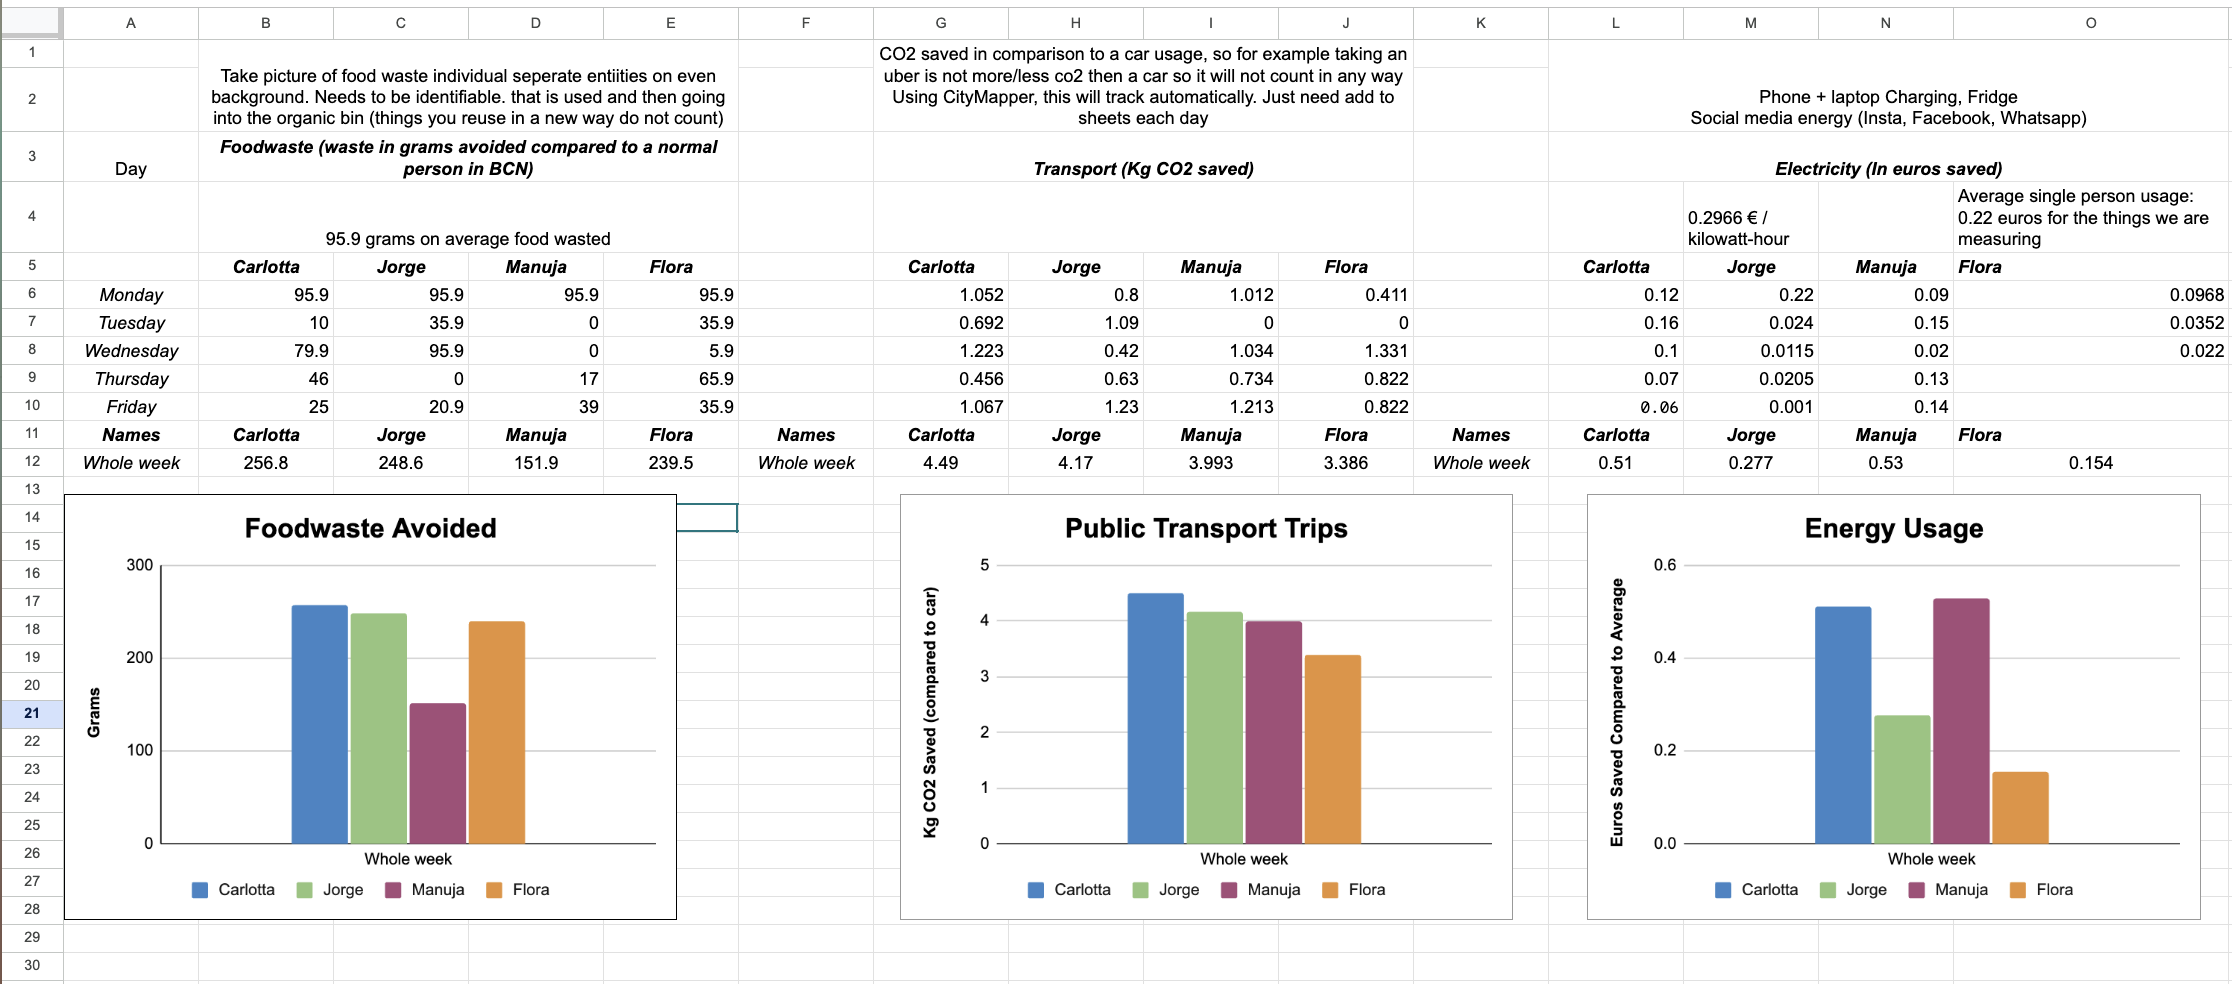 A B C D E F G H I J K L M N O
1
CO2 saved in comparison to a car usage, so for example taking an
uber is not more/less co2 then a car so it will not count in any way
Using CityMapper, this will track automatically. Just need add to
sheets each day
2
Take picture of food waste individual seperate entiities on even
background. Needs to be identifiable. that is used and then going
into the organic bin (things you reuse in a new way do not count)
Phone + laptop Charging, Fridge
Social media energy (Insta, Facebook, Whatsapp)
3
Day
Foodwaste (waste in grams avoided compared to a normal
person in BCN)
Transport (Kg CO2 saved)
Electricity (In euros saved)
4
95.9 grams on average food wasted
0.2966 € /
kilowatt-hour
Average single person usage:
0.22 euros for the things we are
measuring
5 Carlotta Jorge Manuja Flora Carlotta Jorge Manuja Flora Carlotta Jorge Manuja Flora
6 Monday 95.9 95.9 95.9 95.9 1.052 0.8 1.012 0.411 0.12 0.22 0.09 0.0968
7 Tuesday 10 35.9 0 35.9 0.692 1.09 0 0 0.16 0.024 0.15 0.0352
8 Wednesday 79.9 95.9 0 5.9 1.223 0.42 1.034 1.331 0.1 0.0115 0.02 0.022
9 Thursday 46 0 17 65.9 0.456 0.63 0.734 0.822 0.07 0.0205 0.13
10 Friday 25 20.9 39 35.9 1.067 1.23 1.213 0.822 0.06 0.001 0.14
11 Names Carlotta Jorge Manuja Flora Names Carlotta Jorge Manuja Flora Names Carlotta Jorge Manuja Flora
12 Whole week 256.8 248.6 151.9 239.5 Whole week 4.49 4.17 3.993 3.386 Whole week 0.51 0.277 0.53 0.154
13
14
15
16
17
18
19
20
21
22
23
24
25
26
27
28
29
30
Foodwaste Avoided
Grams
300
200
100
0
Whole week
Carlotta Jorge Manuja Flora
Public Transport Trips
Kg CO2 Saved (compared to car)
5
4
3
2
1
0
Whole week
Carlotta Jorge Manuja Flora
Energy Usage
Euros Saved Compared to Average
0.6
0.4
0.2
0.0
Whole week
Carlotta Jorge Manuja Flora